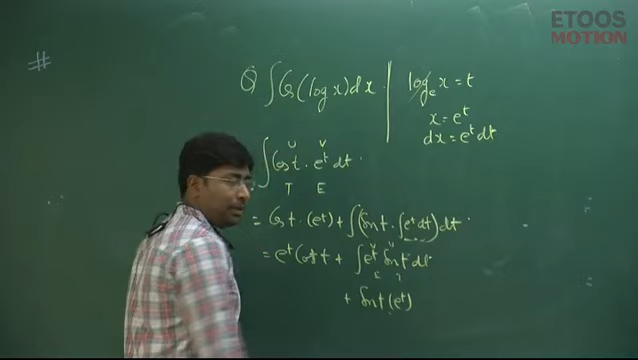 ETOOS
MOTION
#
Q ∫Cos(log x)dx
log_e x = t
x = e^t
dx = e^t dt
U V
∫Cos t · e^t dt
T E
= Cos t · (e^t) + ∫(sin t · ∫e^t dt) dt
= e^t Cos t + ∫e^t sin t dt
+ sin t (e^t)